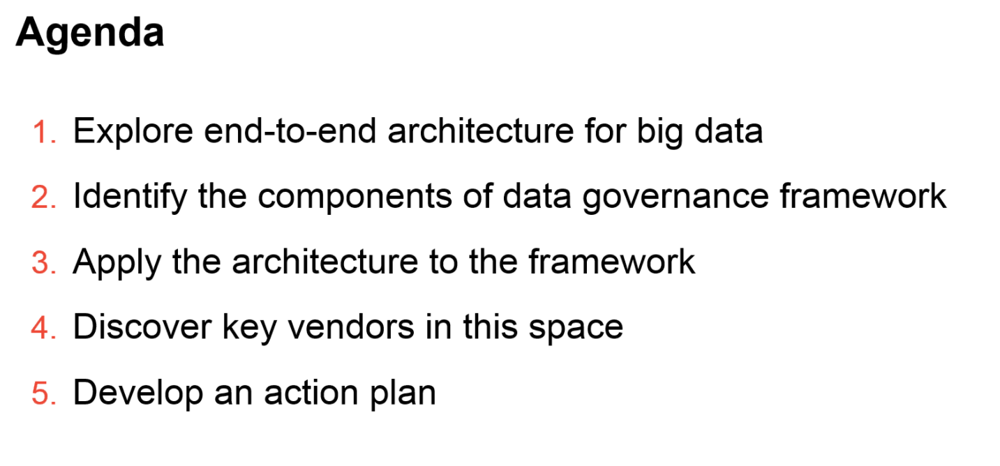 Agenda
1. Explore end-to-end architecture for big data
2. Identify the components of data governance framework
3. Apply the architecture to the framework
4. Discover key vendors in this space
5. Develop an action plan